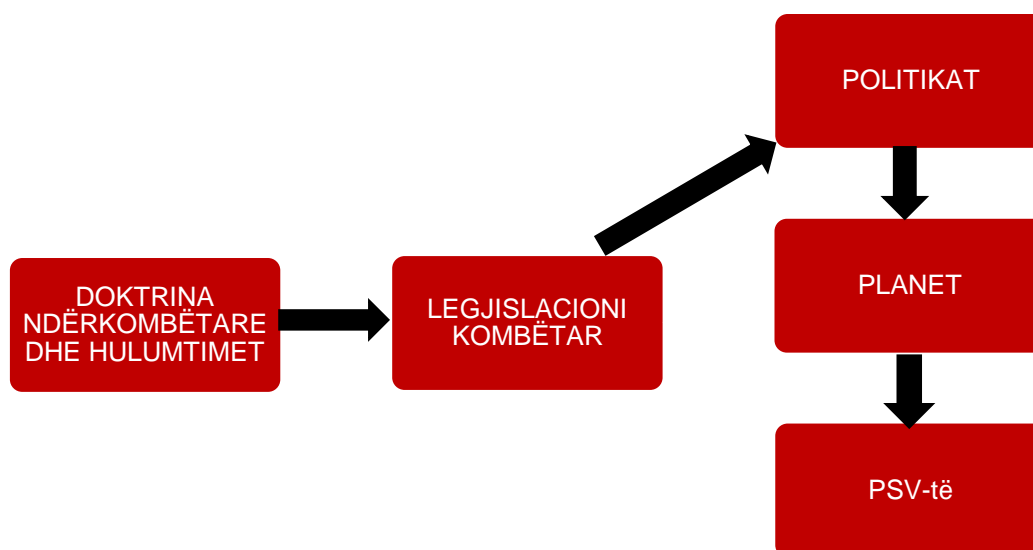 DOKTRINA
NDËRKOMBËTARE
DHE HULUMTIMET
LEGJISLACIONI
KOMBËTAR
POLITIKAT
PLANET
PSV-të